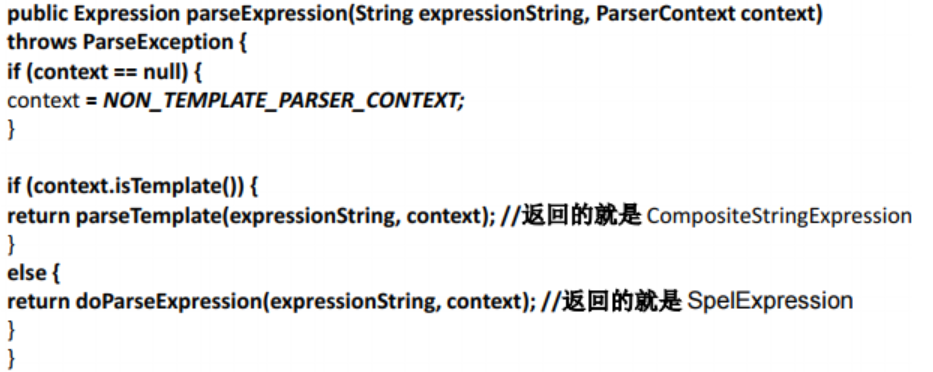 public Expression parseExpression(String expressionString, ParserContext context)
throws ParseException {
if (context == null) {
context = NON_TEMPLATE_PARSER_CONTEXT;
}
if (context.isTemplate()) {
return parseTemplate(expressionString, context); //返回的就是 CompositeStringExpression
}
else {
return doParseExpression(expressionString, context); //返回的就是 SpelExpression
}
}